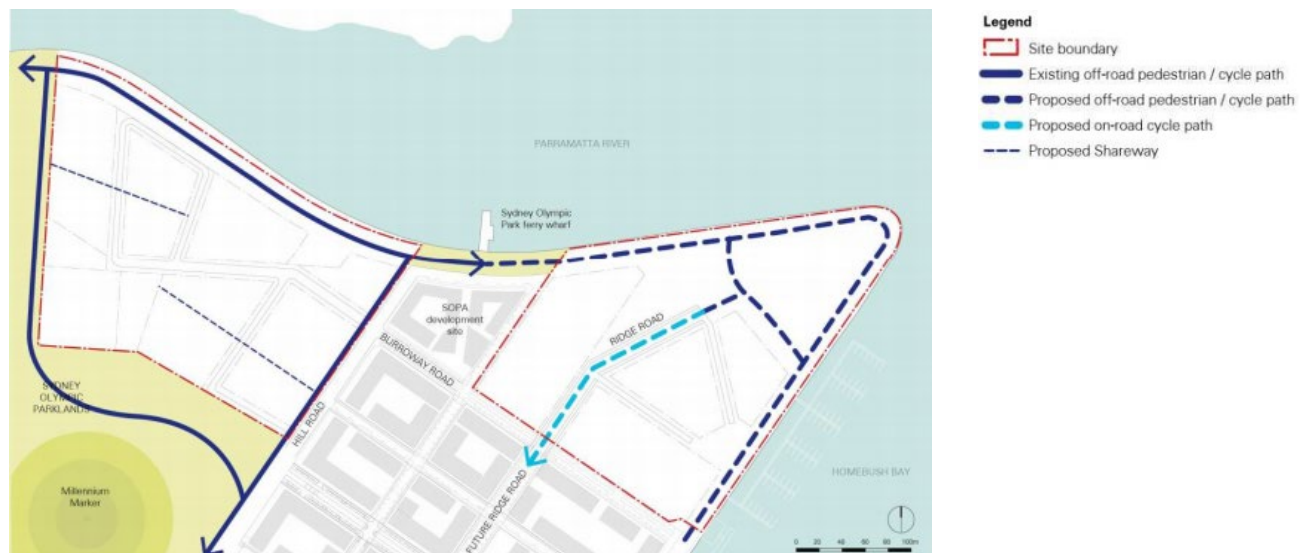 Legend
Site boundary
Existing off-road pedestrian / cycle path
Proposed off-road pedestrian / cycle path
Proposed on-road cycle path
Proposed Shareway
PARRAMATTA RIVER
Sydney Olympic
Park ferry wharf
SOPA
development
site
RIDGE ROAD
BURROWAY ROAD
SYDNEY
OLYMPIC
PARKLANDS
HILL ROAD
HOMEBUSH BAY
Millennium
Marker
FUTURE RIDGE ROAD
0 20 40 60 80 100m